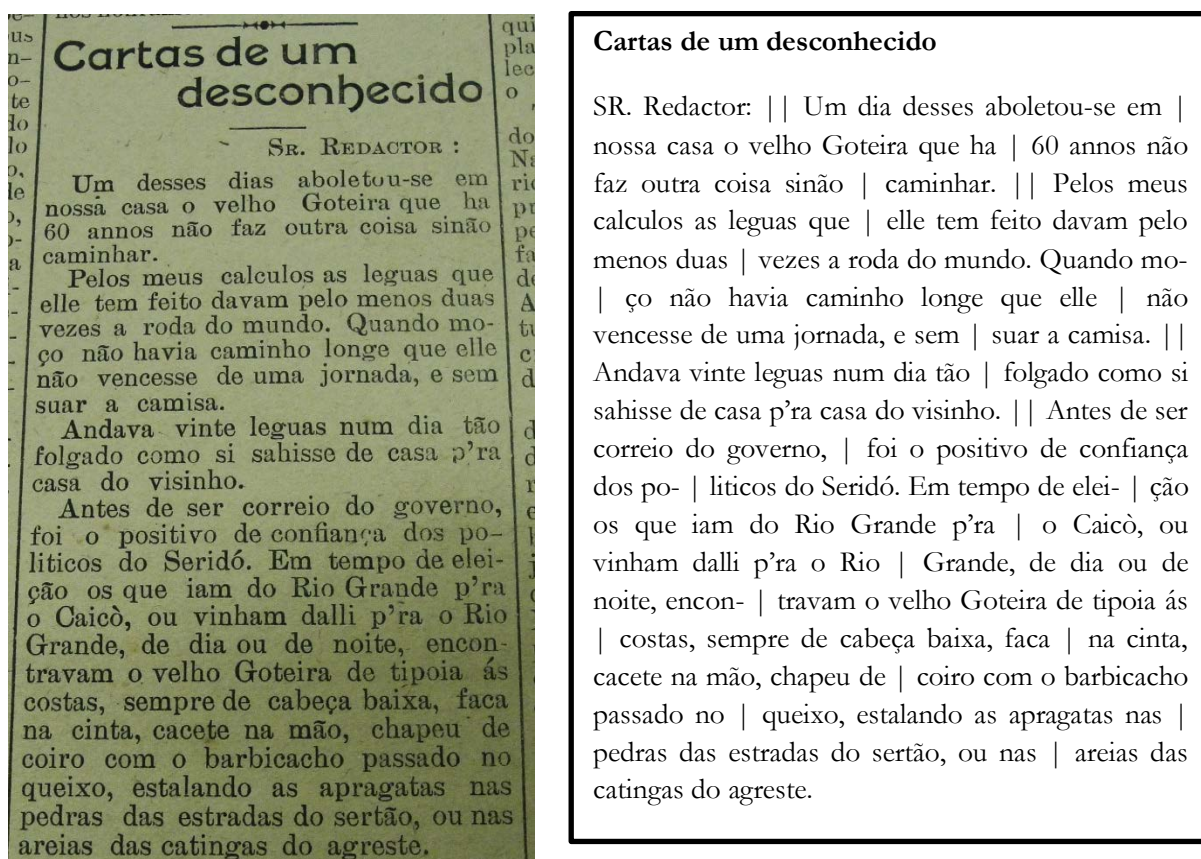 Cartas de um
desconhecido
SR. REDACTOR :
Um desses dias aboletou-se em
nossa casa o velho Goteira que ha
60 annos não faz outra coisa sinão
caminhar.
Pelos meus calculos as leguas que
elle tem feito davam pelo menos duas
vezes a roda do mundo. Quando mo-
ço não havia caminho longe que elle
não vencesse de uma jornada, e sem
suar a camisa.
Andava vinte leguas num dia tão
folgado como si sahisse de casa p'ra
casa do visinho.
Antes de ser correio do governo,
foi o positivo de confiança dos po-
liticos do Seridó. Em tempo de elei-
ção os que iam do Rio Grande p'ra
o Caicò, ou vinham dalli p'ra o Rio
Grande, de dia ou de noite, encon-
travam o velho Goteira de tipoia ás
costas, sempre de cabeça baixa, faca
na cinta, cacete na mão, chapeu de
coiro com o barbicacho passado no
queixo, estalando as apragatas nas
pedras das estradas do sertão, ou nas
areias das catingas do agreste.
Cartas de um desconhecido
SR. Redactor: || Um dia desses aboletou-se em |
nossa casa o velho Goteira que ha | 60 annos não
faz outra coisa sinão | caminhar. || Pelos meus
calculos as leguas que | elle tem feito davam pelo
menos duas | vezes a roda do mundo. Quando mo-
| ço não havia caminho longe que elle | não
vencesse de uma jornada, e sem | suar a camisa. ||
Andava vinte leguas num dia tão | folgado como si
sahisse de casa p'ra casa do visinho. || Antes de ser
correio do governo, | foi o positivo de confiança
dos po- | liticos do Seridó. Em tempo de elei- | ção
os que iam do Rio Grande p'ra | o Caicò, ou
vinham dalli p'ra o Rio | Grande, de dia ou de
noite, encon- | travam o velho Goteira de tipoia ás
| costas, sempre de cabeça baixa, faca | na cinta,
cacete na mão, chapeu de | coiro com o barbicacho
passado no | queixo, estalando as apragatas nas |
pedras das estradas do sertão, ou nas | areias das
catingas do agreste.